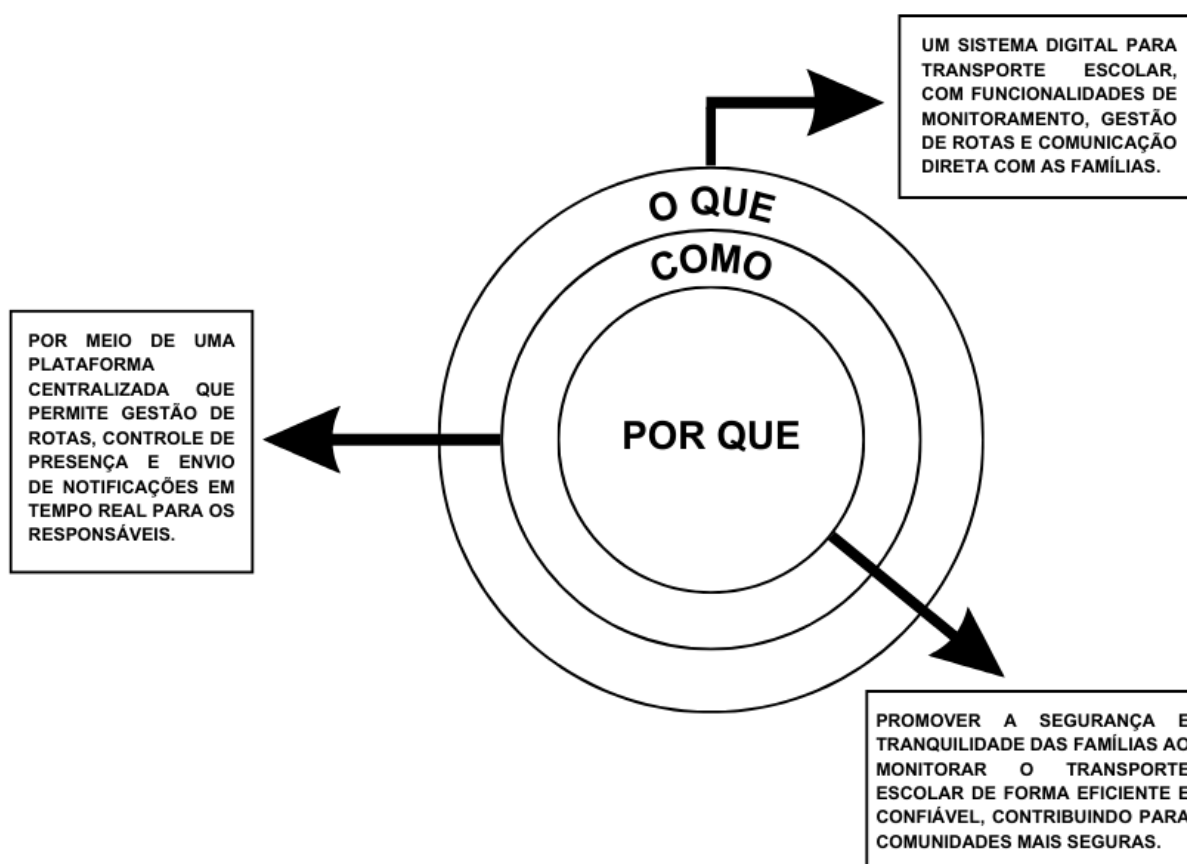 UM SISTEMA DIGITAL PARA
TRANSPORTE ESCOLAR,
COM FUNCIONALIDADES DE
MONITORAMENTO, GESTÃO
DE ROTAS E COMUNICAÇÃO
DIRETA COM AS FAMÍLIAS.
O QUE
COMO
POR QUE
POR MEIO DE UMA
PLATAFORMA
CENTRALIZADA QUE
PERMITE GESTÃO DE
ROTAS, CONTROLE DE
PRESENÇA E ENVIO
DE NOTIFICAÇÕES EM
TEMPO REAL PARA OS
RESPONSÁVEIS.
PROMOVER A SEGURANÇA E
TRANQUILIDADE DAS FAMÍLIAS AO
MONITORAR O TRANSPORTE
ESCOLAR DE FORMA EFICIENTE E
CONFIÁVEL, CONTRIBUINDO PARA
COMUNIDADES MAIS SEGURAS.